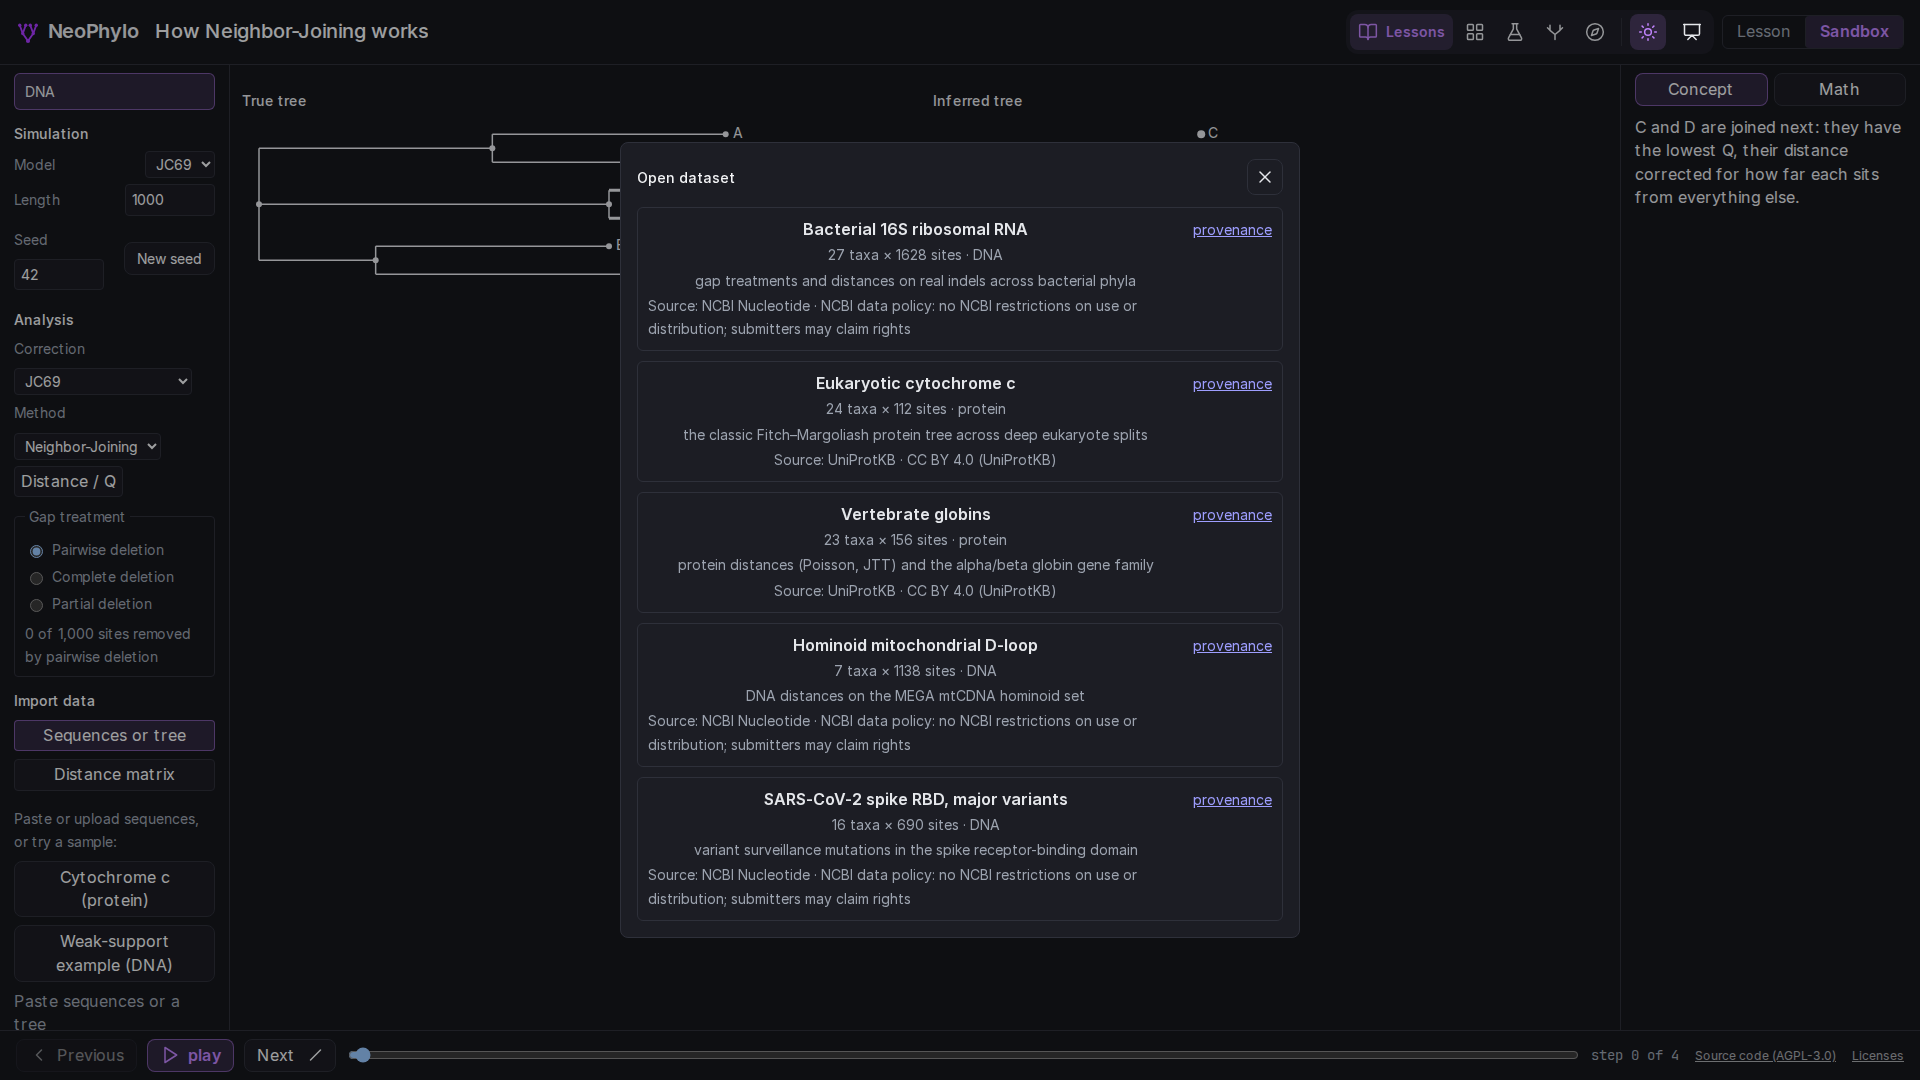 NeoPhylo How Neighbor-Joining works
Lessons
Lesson Sandbox
DNA
Simulation
Model JC69
Length 1000
Seed
42
New seed
Analysis
Correction
JC69
Method
Neighbor-Joining
Distance / Q
Gap treatment
Pairwise deletion
Complete deletion
Partial deletion
0 of 1,000 sites removed
by pairwise deletion
Import data
Sequences or tree
Distance matrix
Paste or upload sequences,
or try a sample:
Cytochrome c
(protein)
Weak-support
example (DNA)
Paste sequences or a
tree
True tree
A
Inferred tree
C
Open dataset
Bacterial 16S ribosomal RNA
provenance
27 taxa × 1628 sites · DNA
gap treatments and distances on real indels across bacterial phyla
Source: NCBI Nucleotide · NCBI data policy: no NCBI restrictions on use or
distribution; submitters may claim rights
Eukaryotic cytochrome c
provenance
24 taxa × 112 sites · protein
the classic Fitch–Margoliash protein tree across deep eukaryote splits
Source: UniProtKB · CC BY 4.0 (UniProtKB)
Vertebrate globins
provenance
23 taxa × 156 sites · protein
protein distances (Poisson, JTT) and the alpha/beta globin gene family
Source: UniProtKB · CC BY 4.0 (UniProtKB)
Hominoid mitochondrial D-loop
provenance
7 taxa × 1138 sites · DNA
DNA distances on the MEGA mtCDNA hominoid set
Source: NCBI Nucleotide · NCBI data policy: no NCBI restrictions on use or
distribution; submitters may claim rights
SARS-CoV-2 spike RBD, major variants
provenance
16 taxa × 690 sites · DNA
variant surveillance mutations in the spike receptor-binding domain
Source: NCBI Nucleotide · NCBI data policy: no NCBI restrictions on use or
distribution; submitters may claim rights
Concept
Math
C and D are joined next: they have
the lowest Q, their distance
corrected for how far each sits
from everything else.
Previous
play
Next
step 0 of 4
Source code (AGPL-3.0)
Licenses